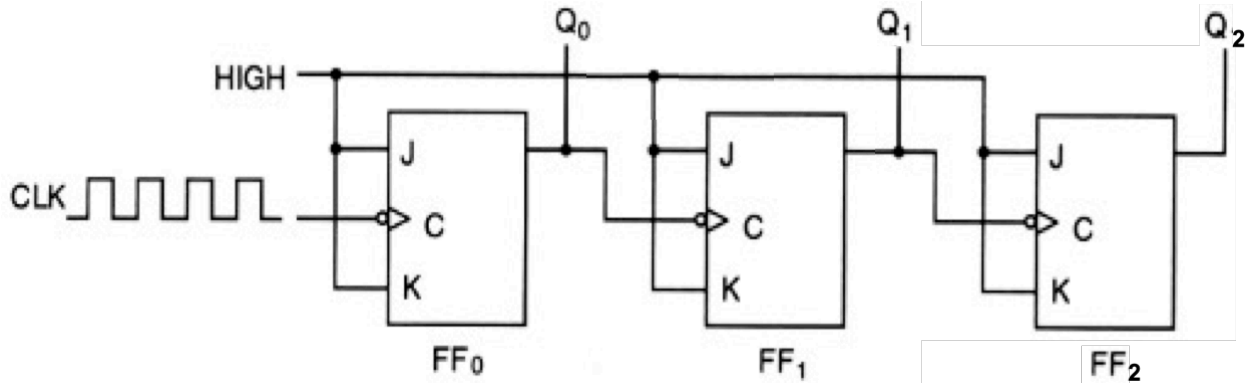 Q₀ Q₁ Q₂
HIGH
J J J
CLK
C C C
K K K
FF₀ FF₁ FF₂